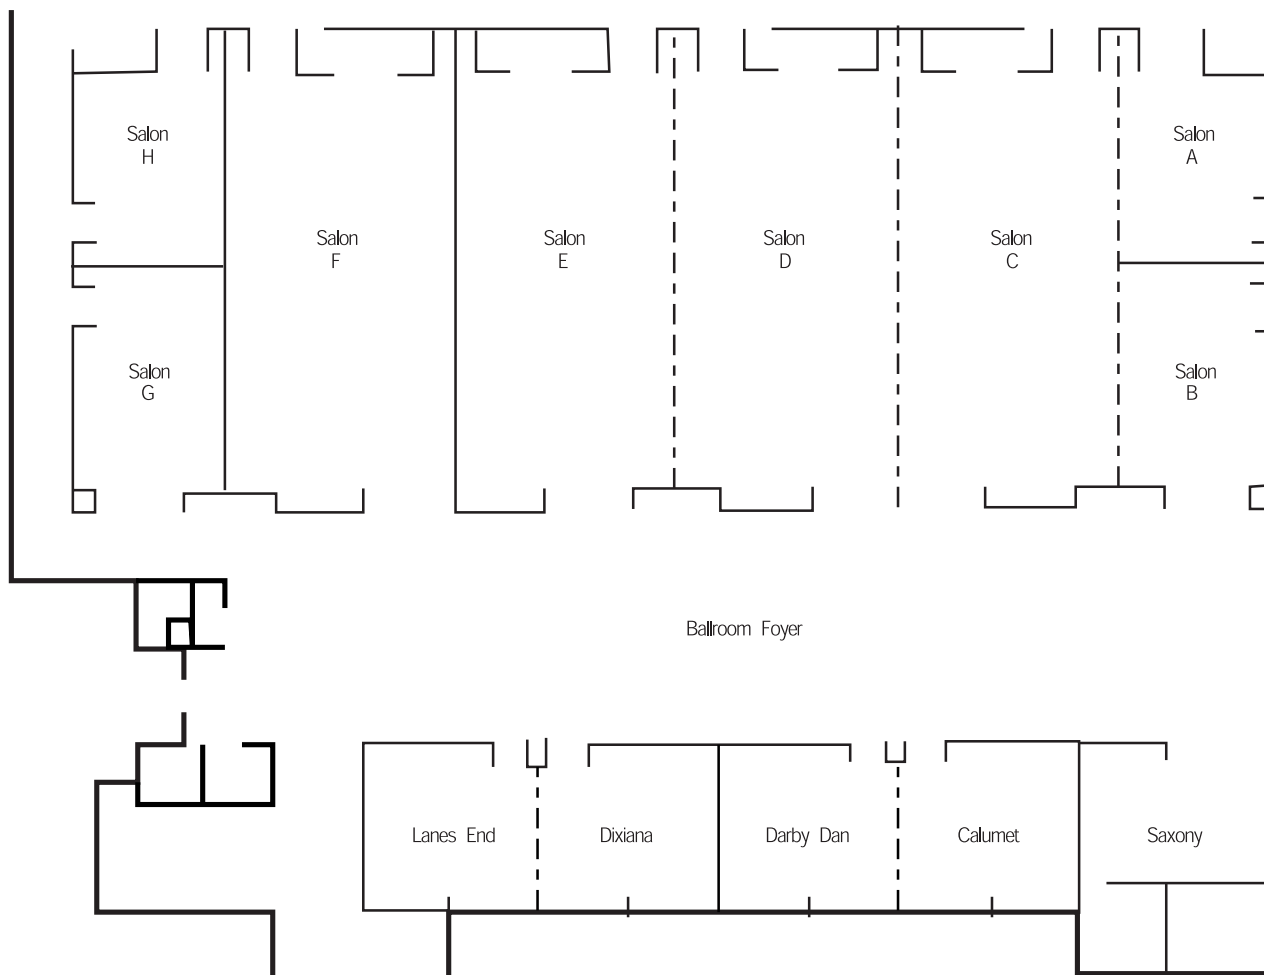 Salon
H
Salon
A
Salon
F
Salon
E
Salon
D
Salon
C
Salon
G
Salon
B
Ballroom Foyer
Lanes End
Dixiana
Darby Dan
Calumet
Saxony